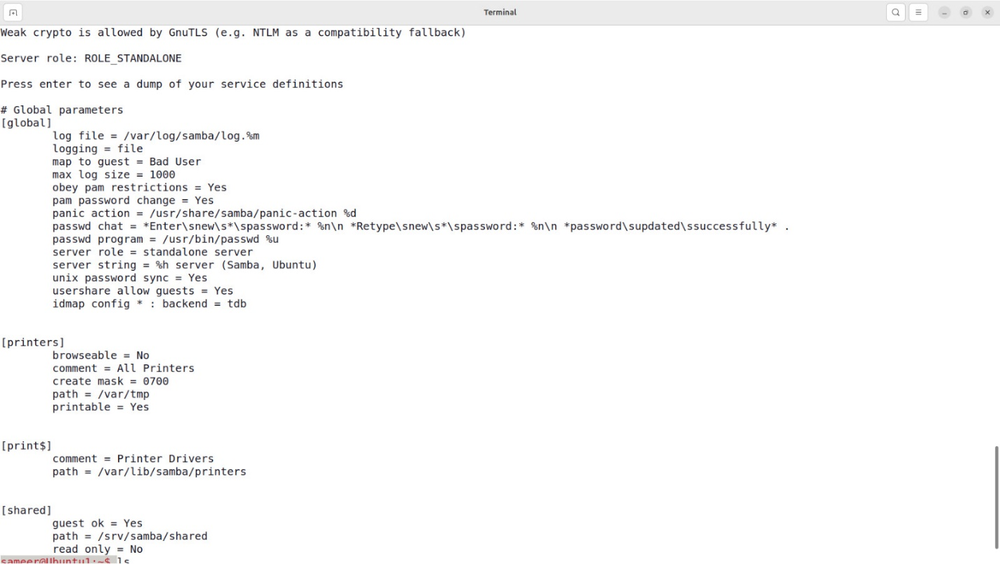 Terminal
Weak crypto is allowed by GnuTLS (e.g. NTLM as a compatibility fallback)
Server role: ROLE_STANDALONE
Press enter to see a dump of your service definitions
# Global parameters
[global]
log file = /var/log/samba/log.%m
logging = file
map to guest = Bad User
max log size = 1000
obey pam restrictions = Yes
pam password change = Yes
panic action = /usr/share/samba/panic-action %d
passwd chat = *Enter\snew\s*\spassword:* %n\n *Retype\snew\s*\spassword:* %n\n *password\supdated\ssuccessfully* .
passwd program = /usr/bin/passwd %u
server role = standalone server
server string = %h server (Samba, Ubuntu)
unix password sync = Yes
usershare allow guests = Yes
idmap config * : backend = tdb
[printers]
browseable = No
comment = All Printers
create mask = 0700
path = /var/tmp
printable = Yes
[print$]
comment = Printer Drivers
path = /var/lib/samba/printers
[shared]
guest ok = Yes
path = /srv/samba/shared
read only = No
sameer@Ubuntu1:~$ ls